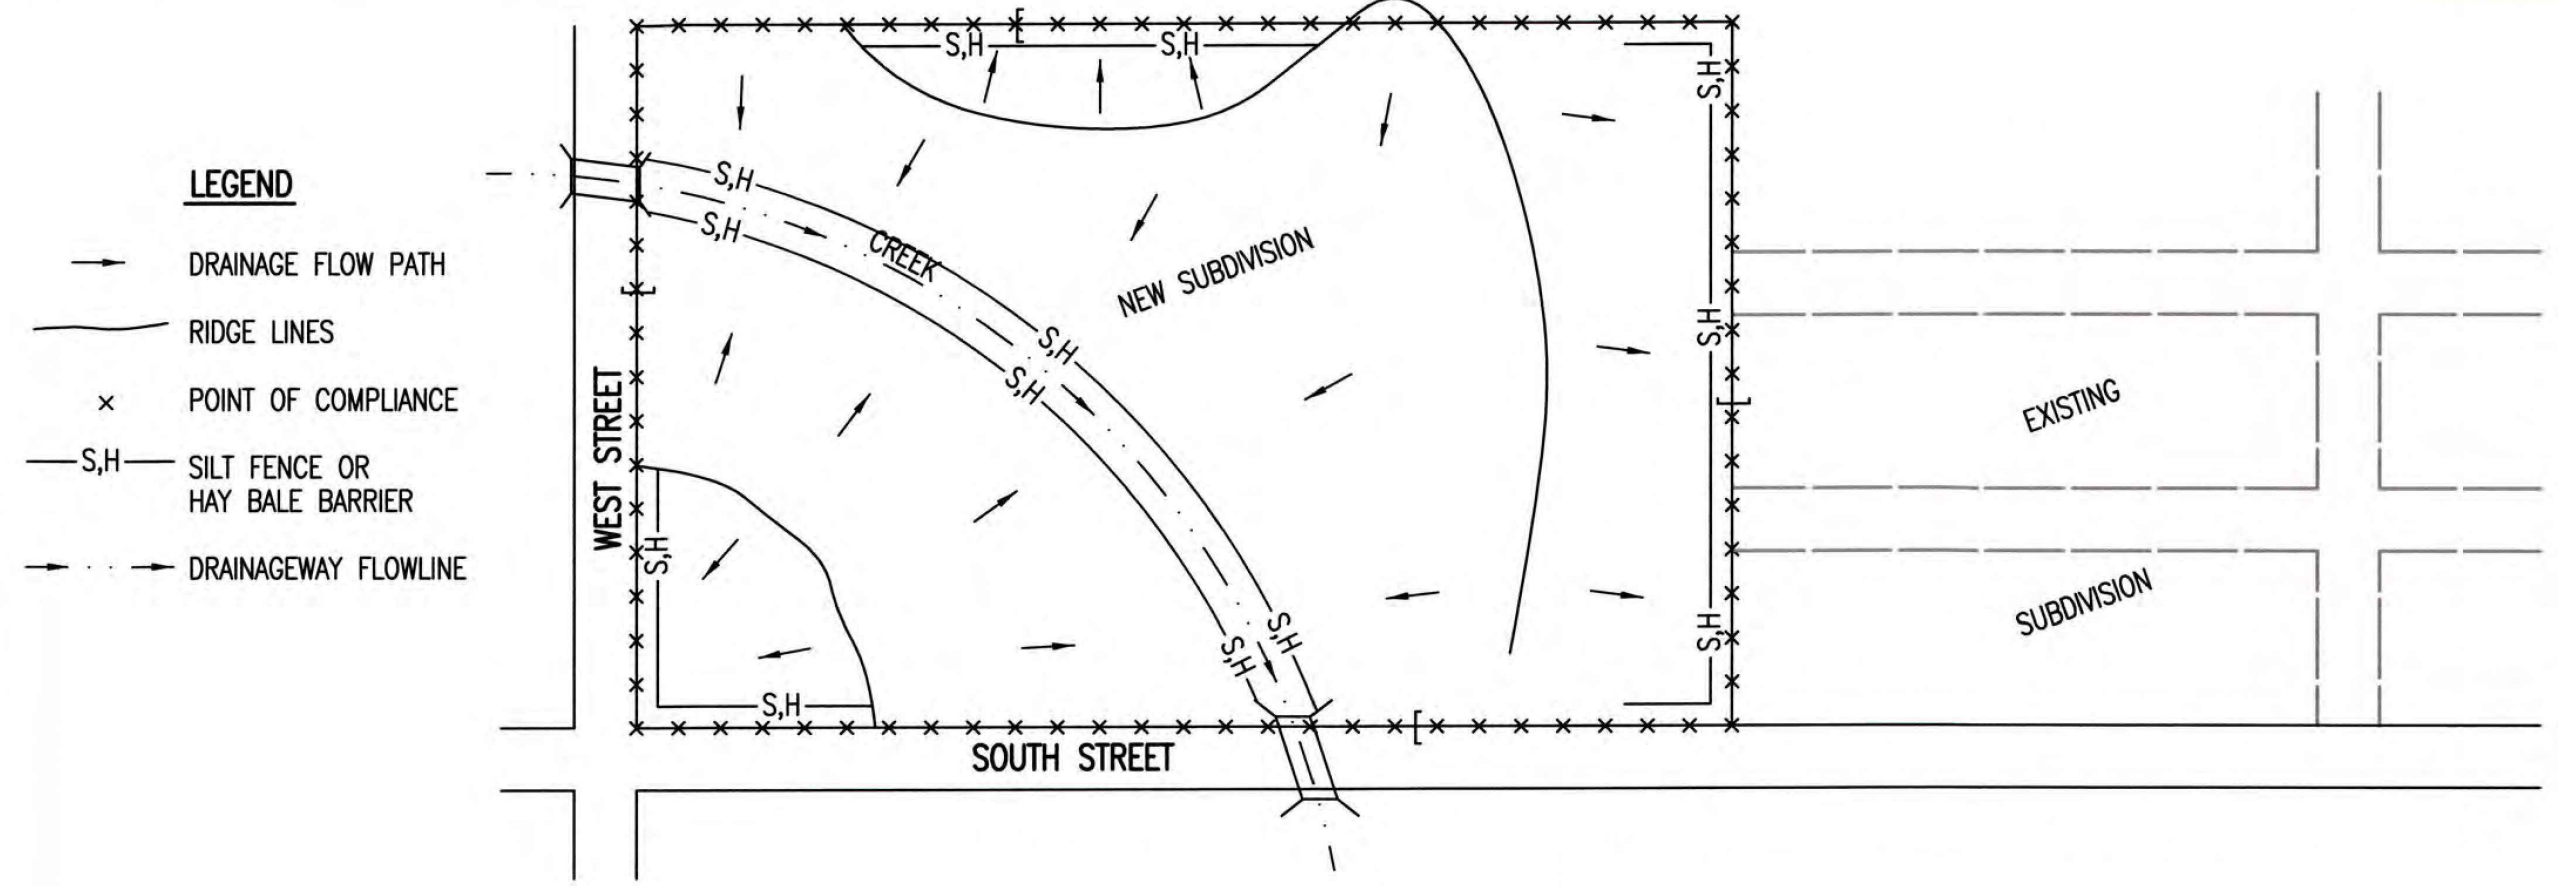 LEGEND
DRAINAGE FLOW PATH
RIDGE LINES
× POINT OF COMPLIANCE
S,H SILT FENCE OR
HAY BALE BARRIER
DRAINAGEWAY FLOWLINE
S,H
S,H
S,H
S,H
S,H
CREEK
NEW SUBDIVISION
S,H
S,H
S,H
WEST STREET
EXISTING
S,H
SUBDIVISION
S,H
S,H
S,H
S,H
SOUTH STREET